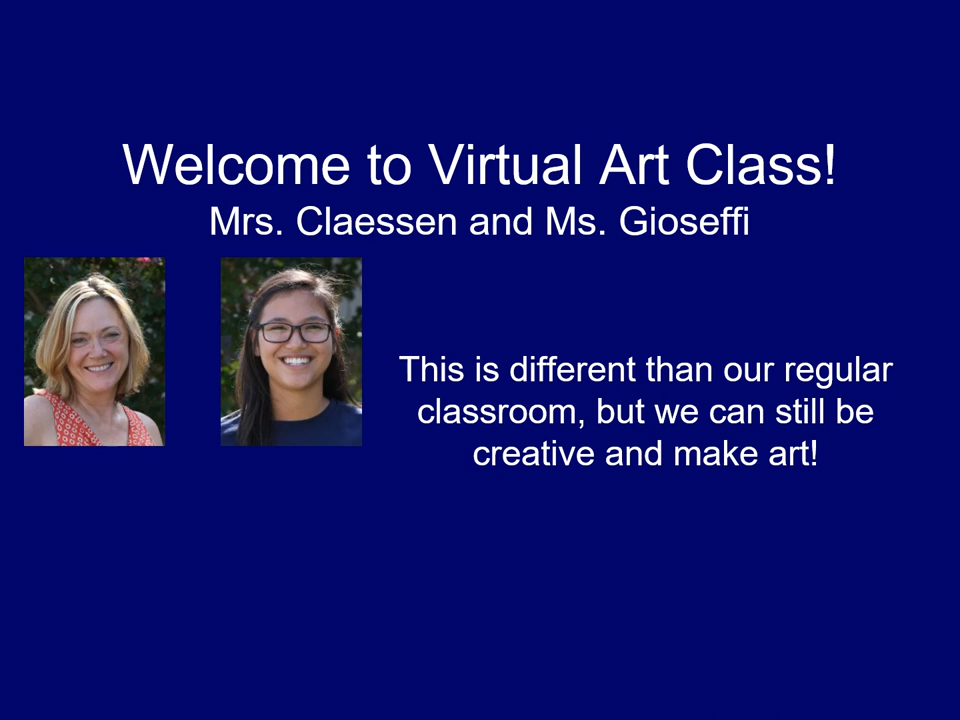 Welcome to Virtual Art Class!
Mrs. Claessen and Ms. Gioseffi
This is different than our regular
classroom, but we can still be
creative and make art!